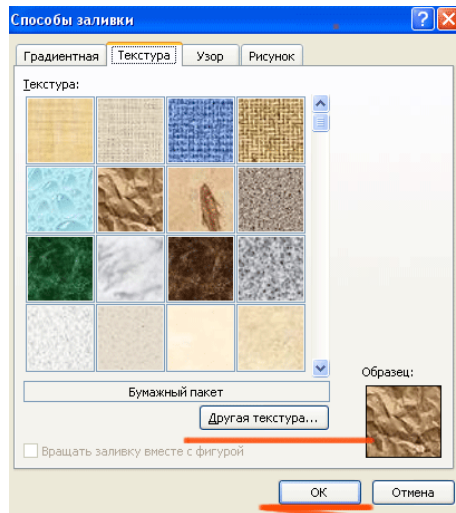 Способы заливки
Градиентная Текстура Узор Рисунок
Текстура:
Бумажный пакет
Другая текстура...
Образец:
Вращать заливку вместе с фигурой
ОК Отмена